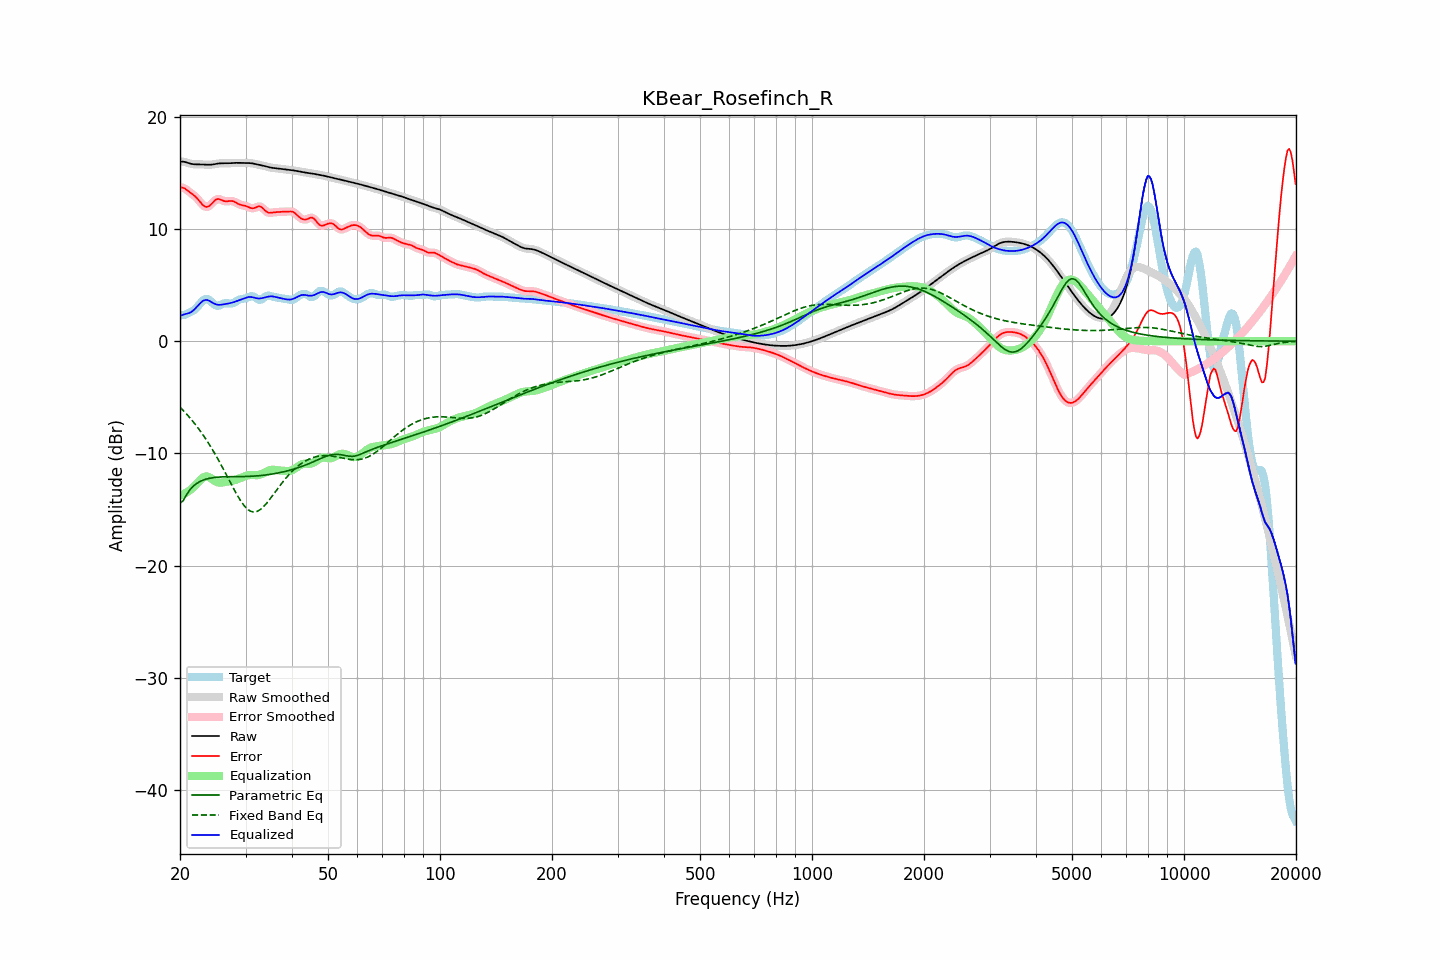 KBear_Rosefinch_R
20
10
0
−10
−20
−30
−40
Amplitude (dBr)
Target
Raw Smoothed
Error Smoothed
Raw
Error
Equalization
Parametric Eq
Fixed Band Eq
Equalized
20 50 100 200 500 1000 2000 5000 10000 20000
Frequency (Hz)